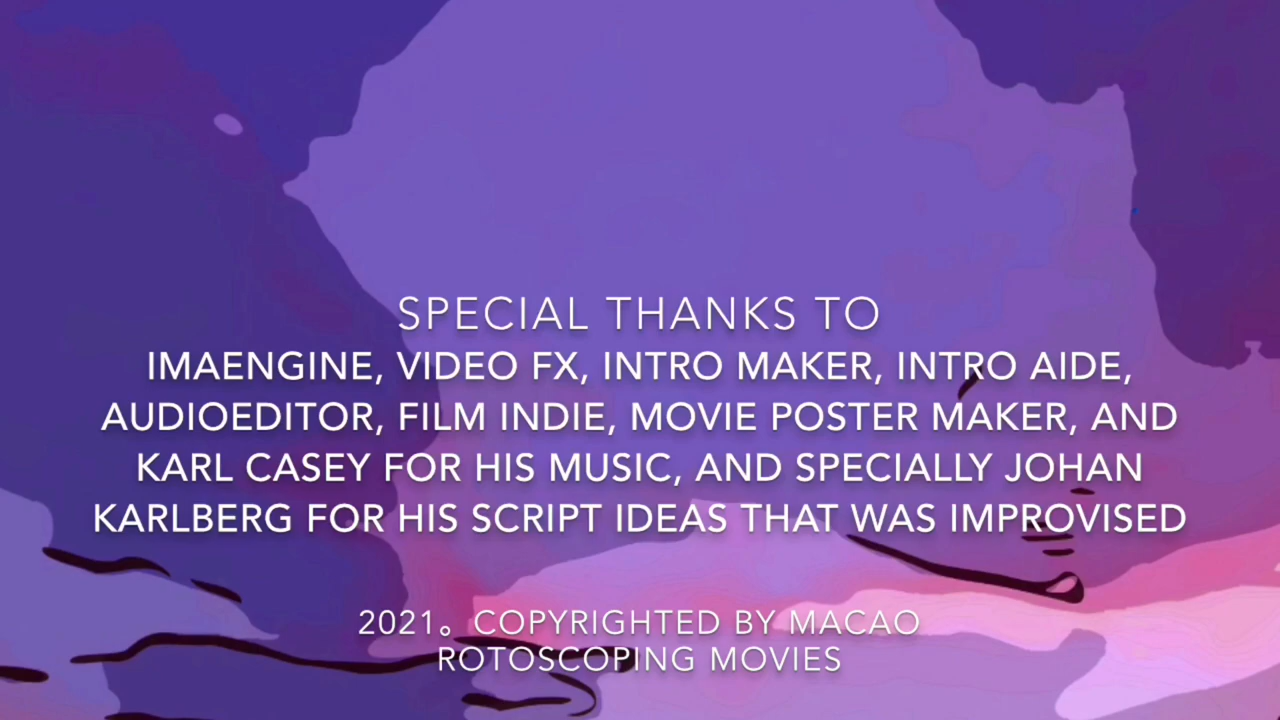 SPECIAL THANKS TO
IMAENGINE, VIDEO FX, INTRO MAKER, INTRO AIDE,
AUDIOEDITOR, FILM INDIE, MOVIE POSTER MAKER, AND
KARL CASEY FOR HIS MUSIC, AND SPECIALLY JOHAN
KARLBERG FOR HIS SCRIPT IDEAS THAT WAS IMPROVISED
2021。COPYRIGHTED BY MACAO
ROTOSCOPING MOVIES